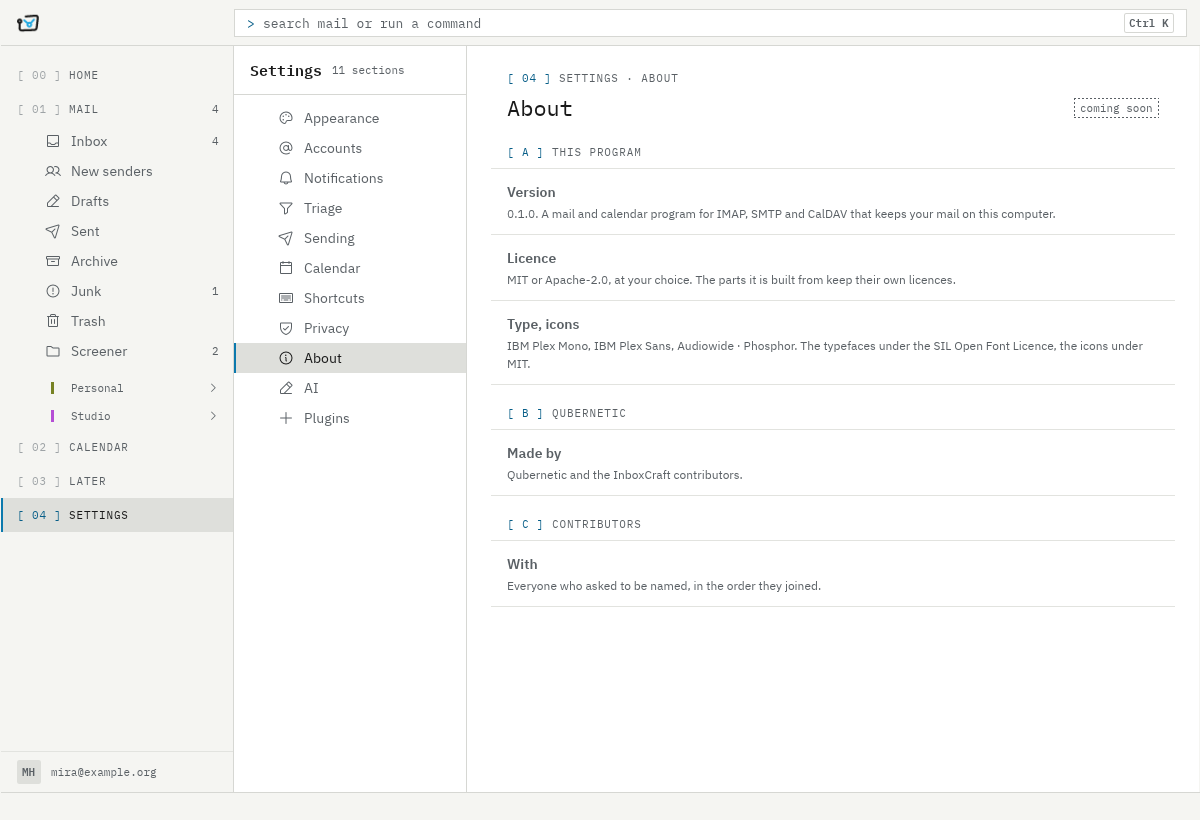 > search mail or run a command
Ctrl K
[ 00 ] HOME
[ 01 ] MAIL 4
Inbox 4
New senders
Drafts
Sent
Archive
Junk 1
Trash
Screener 2
Personal
Studio
[ 02 ] CALENDAR
[ 03 ] LATER
[ 04 ] SETTINGS
MH mira@example.org
Settings 11 sections
Appearance
Accounts
Notifications
Triage
Sending
Calendar
Shortcuts
Privacy
About
AI
Plugins
[ 04 ] SETTINGS · ABOUT
About
coming soon
[ A ] THIS PROGRAM
Version
0.1.0. A mail and calendar program for IMAP, SMTP and CalDAV that keeps your mail on this computer.
Licence
MIT or Apache-2.0, at your choice. The parts it is built from keep their own licences.
Type, icons
IBM Plex Mono, IBM Plex Sans, Audiowide · Phosphor. The typefaces under the SIL Open Font Licence, the icons under
MIT.
[ B ] QUBERNETIC
Made by
Qubernetic and the InboxCraft contributors.
[ C ] CONTRIBUTORS
With
Everyone who asked to be named, in the order they joined.